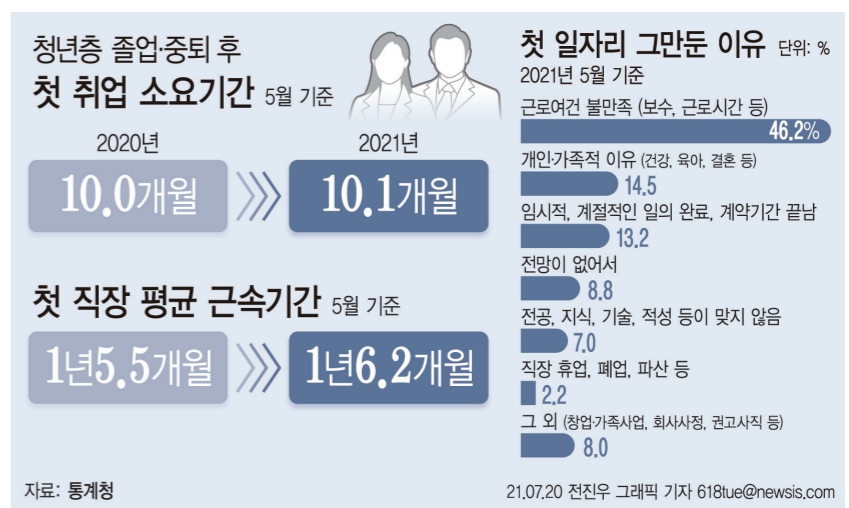 청년층 졸업·중퇴 후
첫 취업 소요기간 5월 기준
2020년
2021년
10.0개월
10.1개월
첫 직장 평균 근속기간 5월 기준
1년5.5개월
1년6.2개월
첫 일자리 그만둔 이유 단위: %
2021년 5월 기준
근로여건 불만족 (보수, 근로시간 등)
46.2%
개인·가족적 이유 (건강, 육아, 결혼 등)
14.5
임시적, 계절적인 일의 완료, 계약기간 끝남
13.2
전망이 없어서
8.8
전공, 지식, 기술, 적성 등이 맞지 않음
7.0
직장 휴업, 폐업, 파산 등
2.2
그 외 (창업·가족사업, 회사사정, 권고사직 등)
8.0
자료: 통계청
21.07.20 전진우 그래픽 기자 618tue@newsis.com